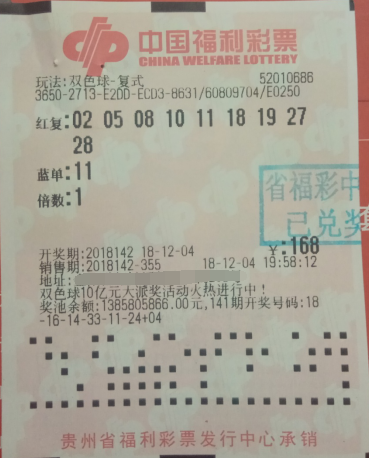 中国福利彩票
CHINA WELFARE LOTTERY
玩法:双色球-复式 52010686
3650-2713-E2DD-ECD3-8631/60809704/E0250
红复:02 05 08 10 11 18 19 27
28
蓝单:11
倍数:1
省福彩中
已兑奖
¥:168
开奖期:2018142 18-12-04
销售期:2018142-355 18-12-04 19:58:12
地址:
双色球10亿元大派奖活动火热进行中!
奖池余额:1385805866.00元,141期开奖号码:18
-16-14-33-11-24+04
贵州省福利彩票发行中心承销